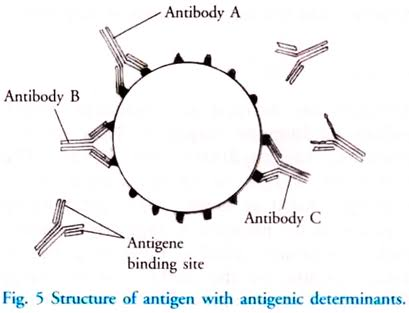 Antibody A
Antibody B
Antibody C
Antigene
binding site
Fig. 5 Structure of antigen with antigenic determinants.